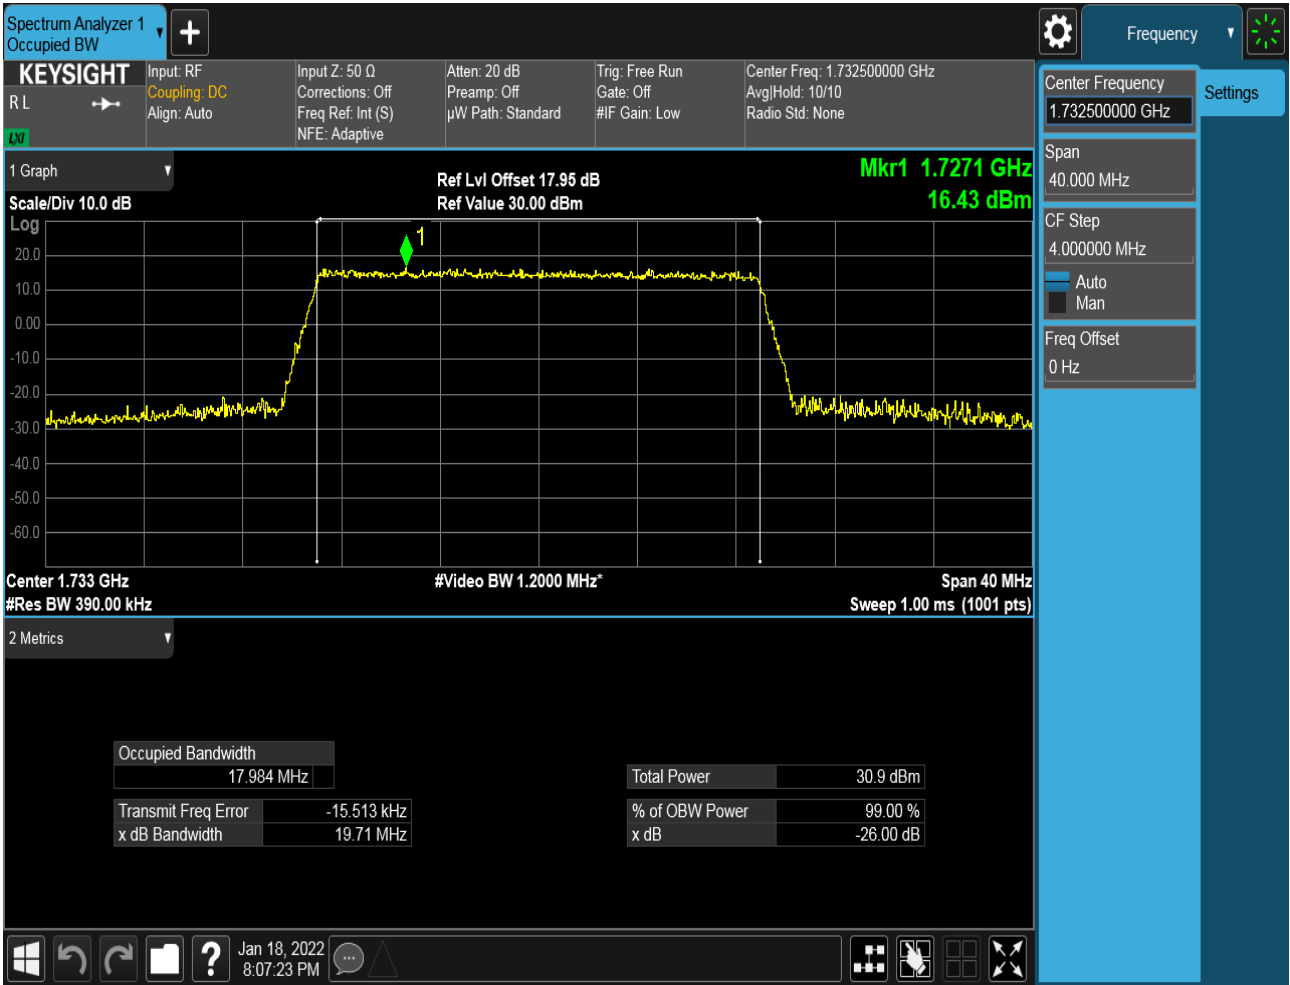 Spectrum Analyzer 1
Occupied BW
Frequency
KEYSIGHT
R L
LXI
Input: RF
Coupling: DC
Align: Auto
Input Z: 50 Ω
Corrections: Off
Freq Ref: Int (S)
NFE: Adaptive
Atten: 20 dB
Preamp: Off
µW Path: Standard
Trig: Free Run
Gate: Off
#IF Gain: Low
Center Freq: 1.732500000 GHz
Avg|Hold: 10/10
Radio Std: None
Center Frequency
1.732500000 GHz
Settings
Span
40.000 MHz
CF Step
4.000000 MHz
Auto
Man
Freq Offset
0 Hz
1 Graph
Scale/Div 10.0 dB
Ref Lvl Offset 17.95 dB
Ref Value 30.00 dBm
Mkr1 1.7271 GHz
16.43 dBm
Log
1
20.0
10.0
0.00
-10.0
-20.0
-30.0
-40.0
-50.0
-60.0
Center 1.733 GHz
#Video BW 1.2000 MHz*
Span 40 MHz
#Res BW 390.00 kHz
Sweep 1.00 ms (1001 pts)
2 Metrics
Occupied Bandwidth
17.984 MHz
Total Power 30.9 dBm
Transmit Freq Error -15.513 kHz
% of OBW Power 99.00 %
x dB Bandwidth 19.71 MHz
x dB -26.00 dB
?
Jan 18, 2022
8:07:23 PM